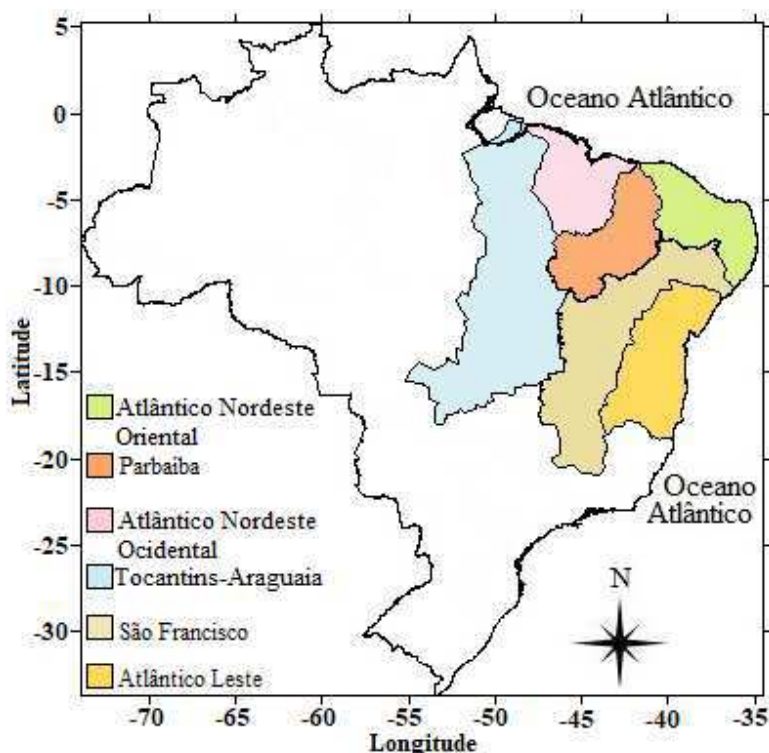 5
0
-5
-10
-15
-20
-25
-30
Latitude
Oceano Atlântico
Atlântico Nordeste
Oriental
Parbaíba
Atlântico Nordeste
Ocidental
Tocantins-Araguaia
São Francisco
Atlântico Leste
Oceano
Atlântico
N
-70 -65 -60 -55 -50 -45 -40 -35
Longitude